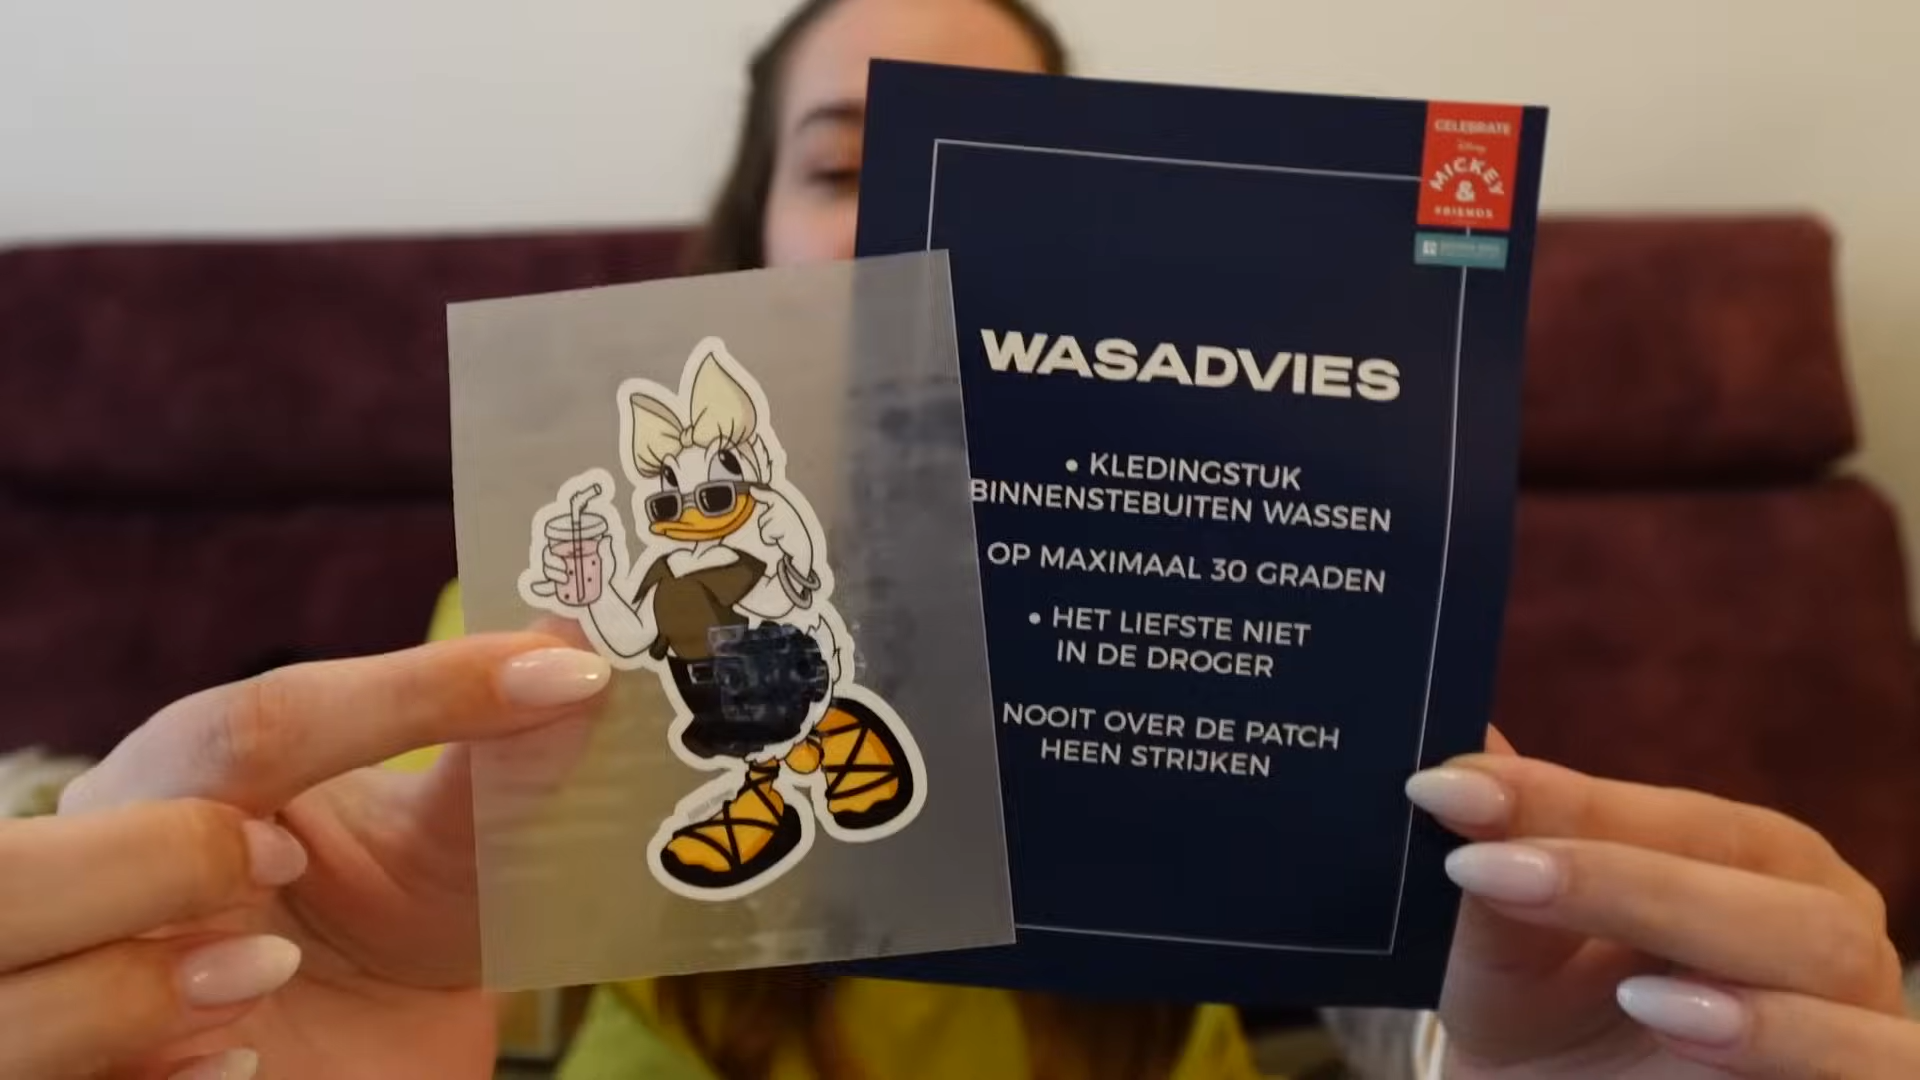 CELEBRATE
Disney
MICKEY
&
FRIENDS
WASADVIES
• KLEDINGSTUK
BINNENSTEBUITEN WASSEN
OP MAXIMAAL 30 GRADEN
• HET LIEFSTE NIET
IN DE DROGER
NOOIT OVER DE PATCH
HEEN STRIJKEN